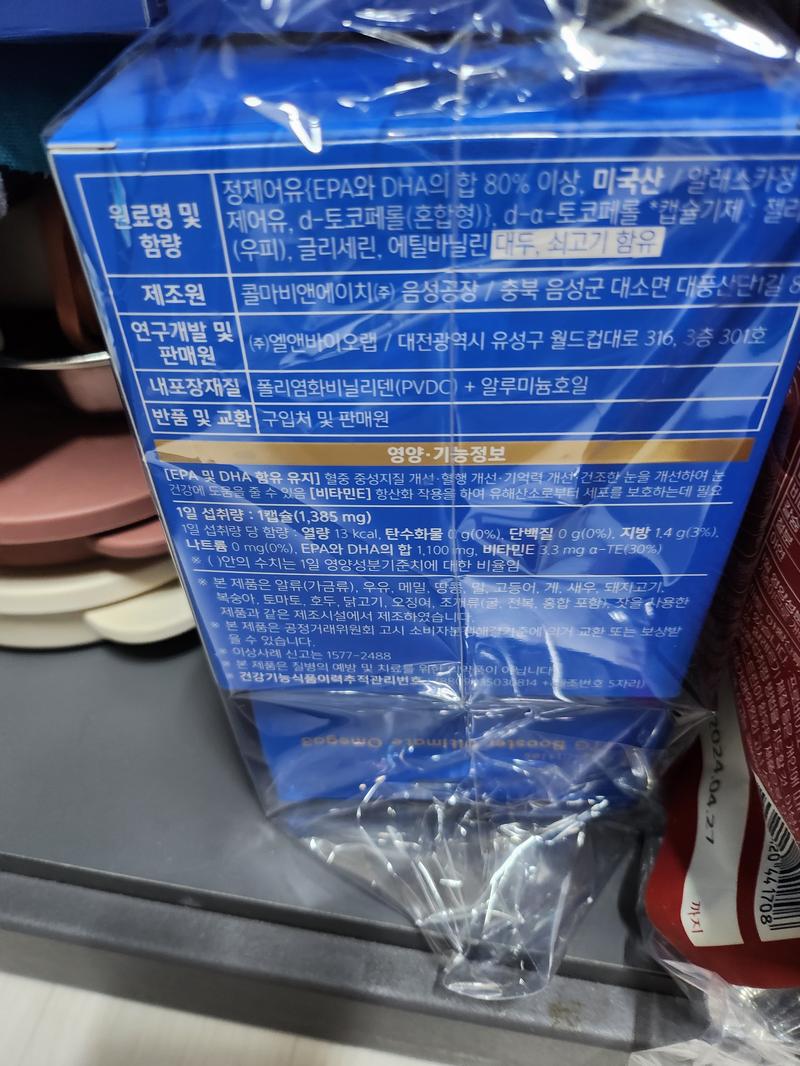 원료명 및
함량
정제어유{EPA와 DHA의 합 80% 이상, 미국산 / 알래스카정
제어유, d-토코페롤(혼합형)}, d-α-토코페롤 *캡슐기제 : 젤라
(우피), 글리세린, 에틸바닐린 대두, 쇠고기 함유
제조원
콜마비앤에이치㈜ 음성공장 / 충북 음성군 대소면 대풍산단1길
연구개발 및
판매원
㈜엘앤바이오랩 / 대전광역시 유성구 월드컵대로 316, 3층 301호
내포장재질
폴리염화비닐리덴(PVDC) + 알루미늄호일
반품 및 교환
구입처 및 판매원
영양·기능정보
[EPA 및 DHA 함유 유지] 혈중 중성지질 개선·혈행 개선·기억력 개선·건조한 눈을 개선하여 눈
건강에 도움을 줄 수 있음 [비타민E] 항산화 작용을 하여 유해산소로부터 세포를 보호하는데 필요
1일 섭취량 : 1캡슐(1,385 mg)
1일 섭취량 당 함량 : 열량 13 kcal, 탄수화물 0 g(0%), 단백질 0 g(0%), 지방 1.4 g(3%),
나트륨 0 mg(0%), EPA와 DHA의 합 1,100 mg, 비타민E 3.3 mg α-TE(30%)
※ ( )안의 수치는 1일 영양성분기준치에 대한 비율임
※ 본 제품은 알류(가금류), 우유, 메밀, 땅콩, 밀, 고등어, 게, 새우, 돼지고기,
복숭아, 토마토, 호두, 닭고기, 오징어, 조개류(굴, 전복, 홍합 포함), 잣을 사용한
제품과 같은 제조시설에서 제조하였습니다.
※ 본 제품은 공정거래위원회 고시 소비자분쟁해결기준에 의거 교환 또는 보상받
을 수 있습니다.
※ 이상사례 신고는 1577-2488
※ 본 제품은 질병의 예방 및 치료를 위한 의약품이 아닙니다.
※ 건강기능식품이력추적관리번호 5자리)
Booster Ultimate Omega3
2024.04.27
까지
20441708